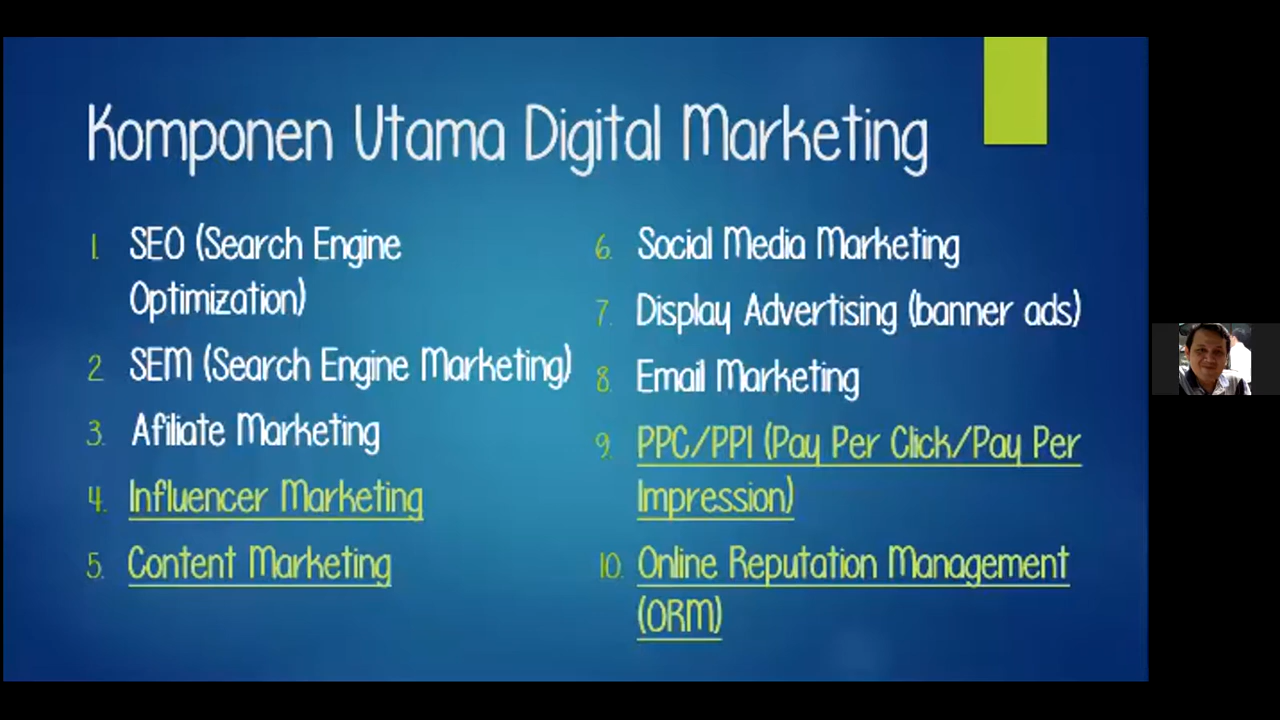 Komponen Utama Digital Marketing
1. SEO (Search Engine
Optimization)
2. SEM (Search Engine Marketing)
3. Afiliate Marketing
4. Influencer Marketing
5. Content Marketing
6. Social Media Marketing
7. Display Advertising (banner ads)
8. Email Marketing
9. PPC/PPI (Pay Per Click/Pay Per
Impression)
10. Online Reputation Management
(ORM)